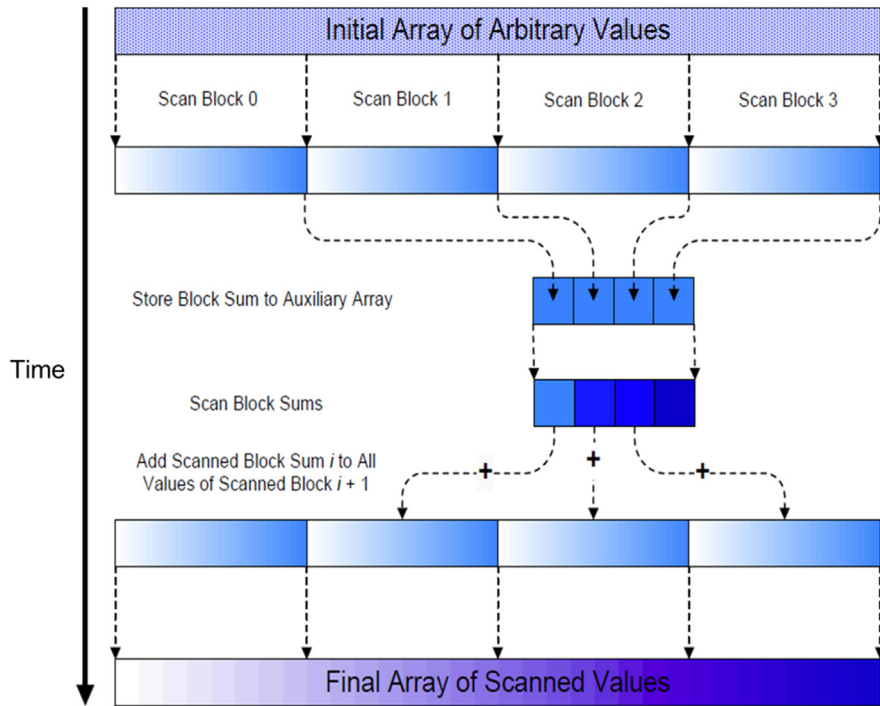 Initial Array of Arbitrary Values
Scan Block 0
Scan Block 1
Scan Block 2
Scan Block 3
Store Block Sum to Auxiliary Array
Time
Scan Block Sums
Add Scanned Block Sum i to All
Values of Scanned Block i + 1
+
+
+
Final Array of Scanned Values